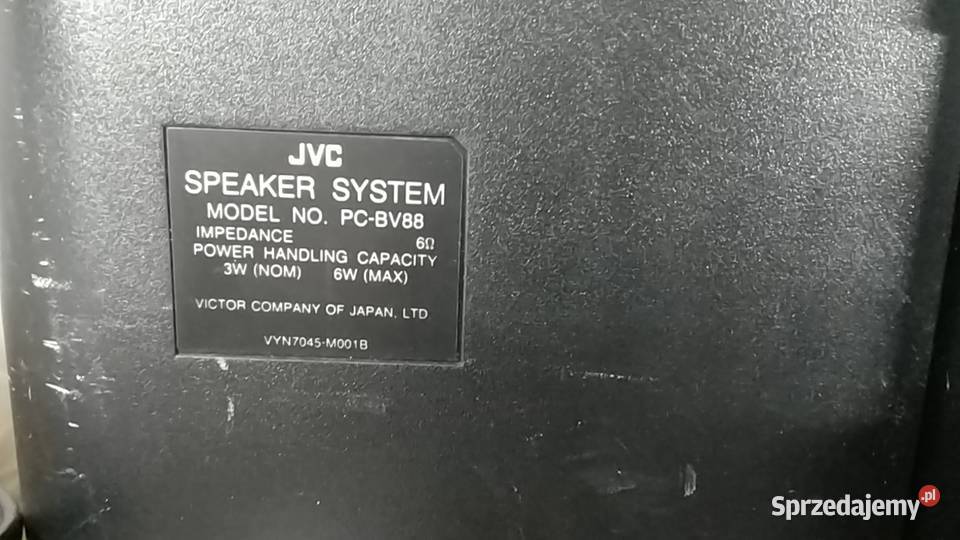 JVC
SPEAKER SYSTEM
MODEL NO. PC-BV88
IMPEDANCE 6Ω
POWER HANDLING CAPACITY
3W (NOM) 6W (MAX)
VICTOR COMPANY OF JAPAN, LTD
VYN7045-M001B
Sprzedajemy.pl